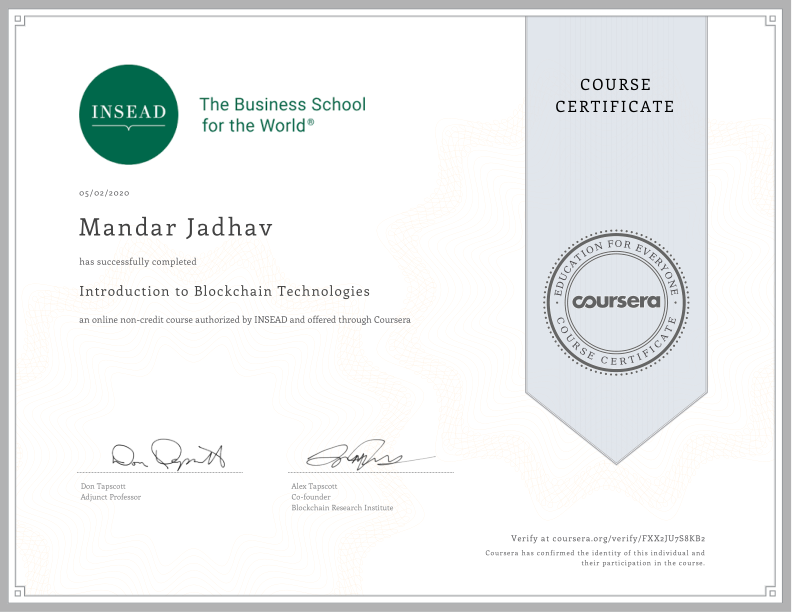 INSEAD
The Business School
for the World®
COURSE
CERTIFICATE
05/02/2020
Mandar Jadhav
has successfully completed
Introduction to Blockchain Technologies
an online non-credit course authorized by INSEAD and offered through Coursera
EDUCATION FOR EVERYONE
coursera
COURSE CERTIFICATE
Don Tapscott
Adjunct Professor
Alex Tapscott
Co-founder
Blockchain Research Institute
Verify at coursera.org/verify/FXX2JU7S8KB2
Coursera has confirmed the identity of this individual and
their participation in the course.